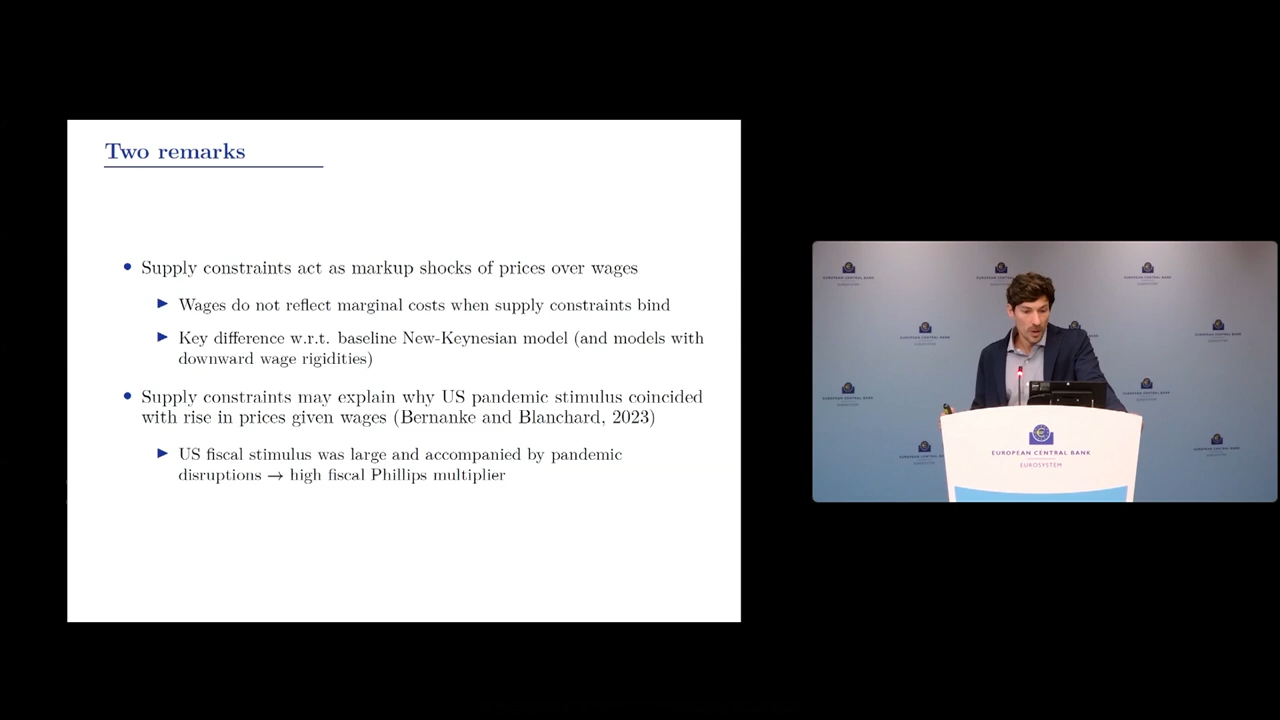 Two remarks
• Supply constraints act as markup shocks of prices over wages
▶ Wages do not reflect marginal costs when supply constraints bind
▶ Key difference w.r.t. baseline New-Keynesian model (and models with
downward wage rigidities)
• Supply constraints may explain why US pandemic stimulus coincided
with rise in prices given wages (Bernanke and Blanchard, 2023)
▶ US fiscal stimulus was large and accompanied by pandemic
disruptions → high fiscal Phillips multiplier
EUROPEAN CENTRAL BANK
EUROSYSTEM